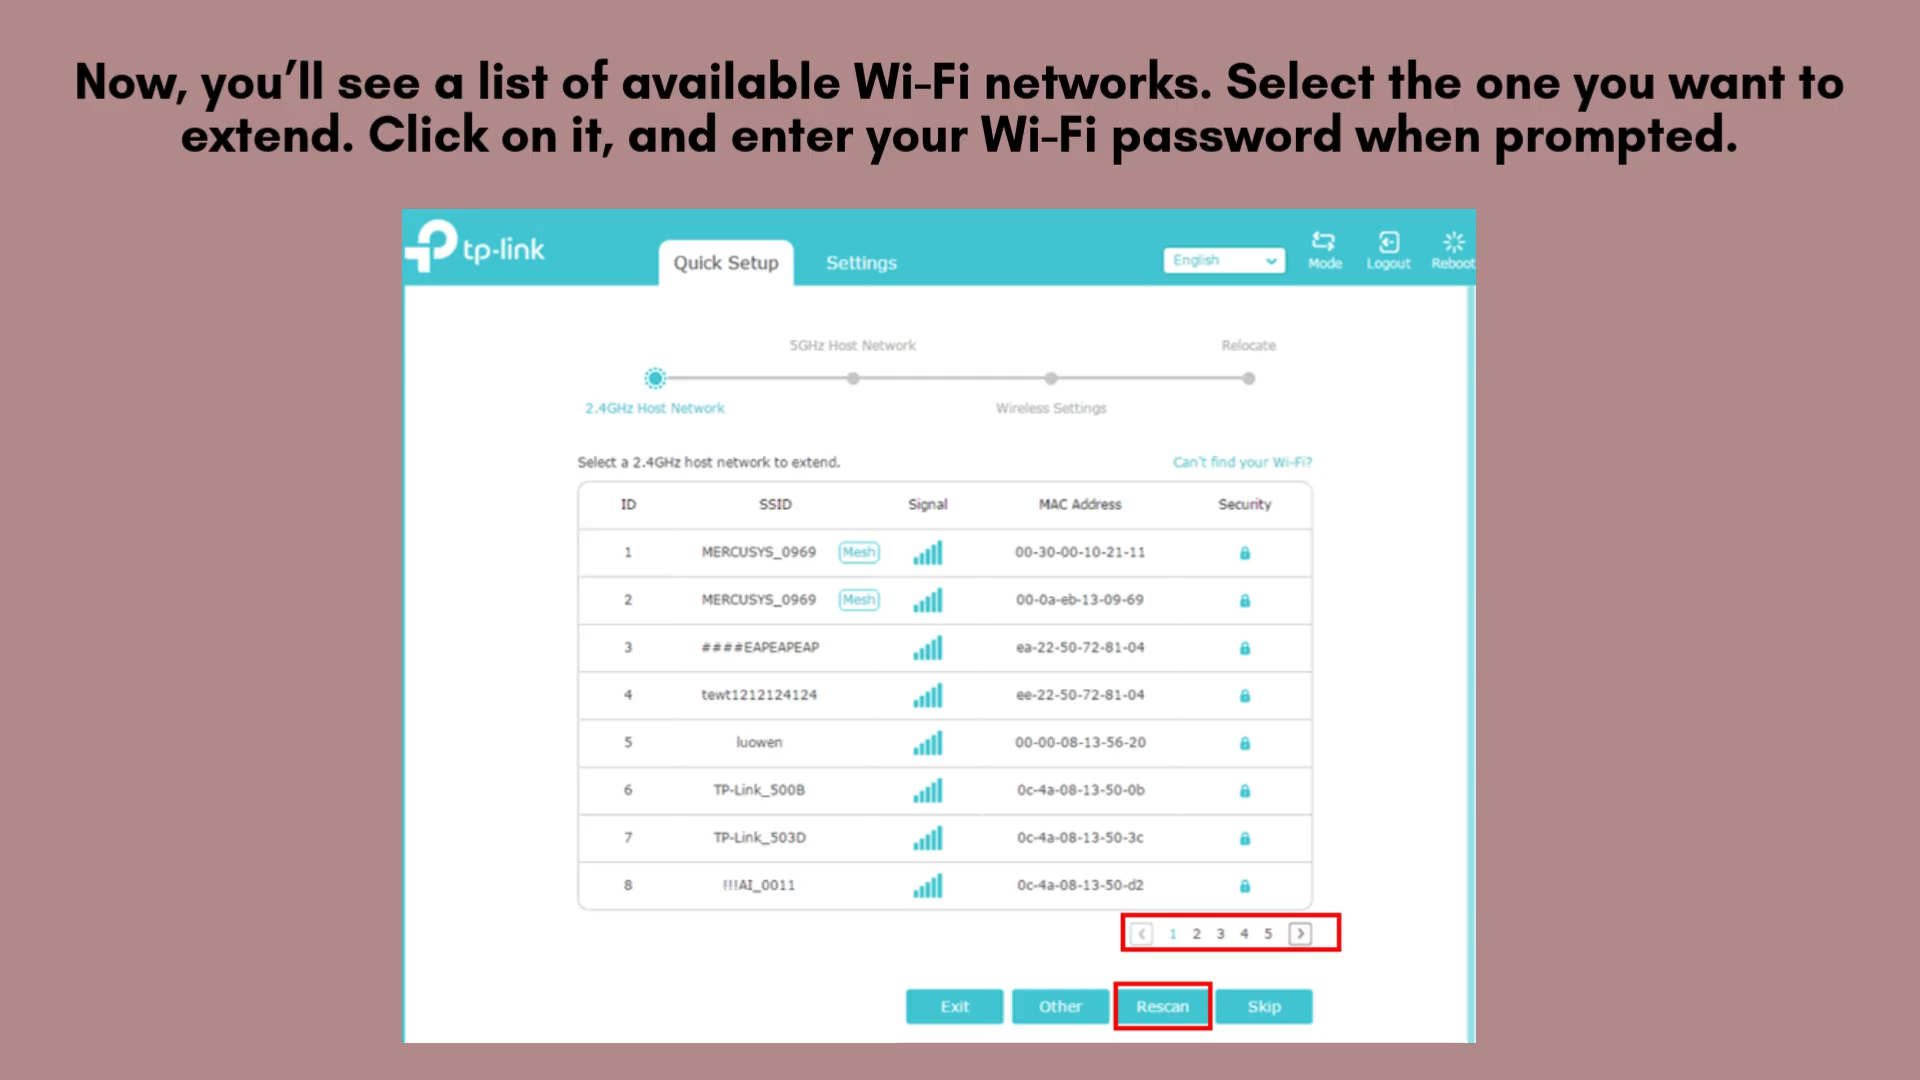 Now, you’ll see a list of available Wi-Fi networks. Select the one you want to
extend. Click on it, and enter your Wi-Fi password when prompted.
tp-link
Quick Setup Settings English Mode Logout Reboot
5GHz Host Network Relocate
2.4GHz Host Network Wireless Settings
Select a 2.4GHz host network to extend. Can't find your Wi-Fi?
ID SSID Signal MAC Address Security
1 MERCUSYS_0969 Mesh 00-30-00-10-21-11
2 MERCUSYS_0969 Mesh 00-0a-eb-13-09-69
3 ####EAPEAPEAP ea-22-50-72-81-04
4 tewt1212124124 ee-22-50-72-81-04
5 luowen 00-00-08-13-56-20
6 TP-Link_500B 0c-4a-08-13-50-0b
7 TP-Link_503D 0c-4a-08-13-50-3c
8 !!!AI_0011 0c-4a-08-13-50-d2
< 1 2 3 4 5 >
Exit Other Rescan Skip